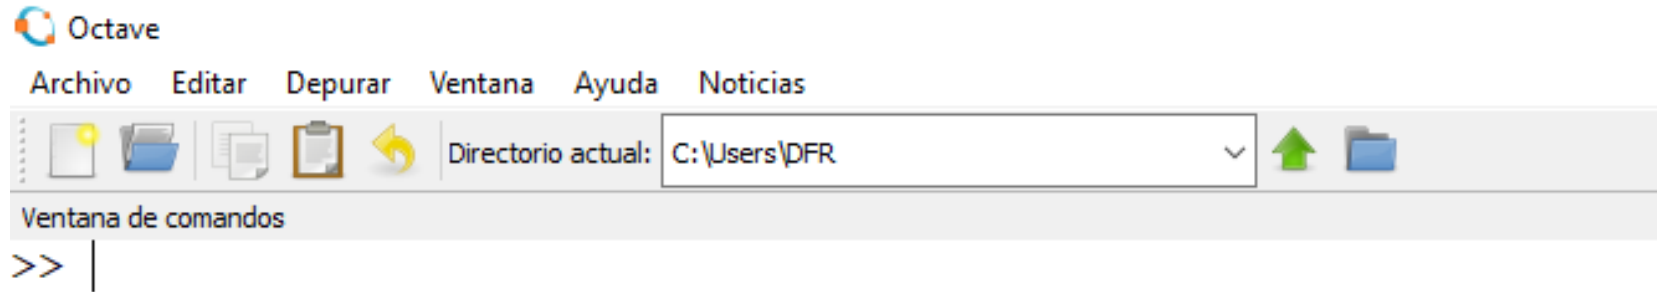 Octave
Archivo Editar Depurar Ventana Ayuda Noticias
Directorio actual: C:\Users\DFR
Ventana de comandos
>>